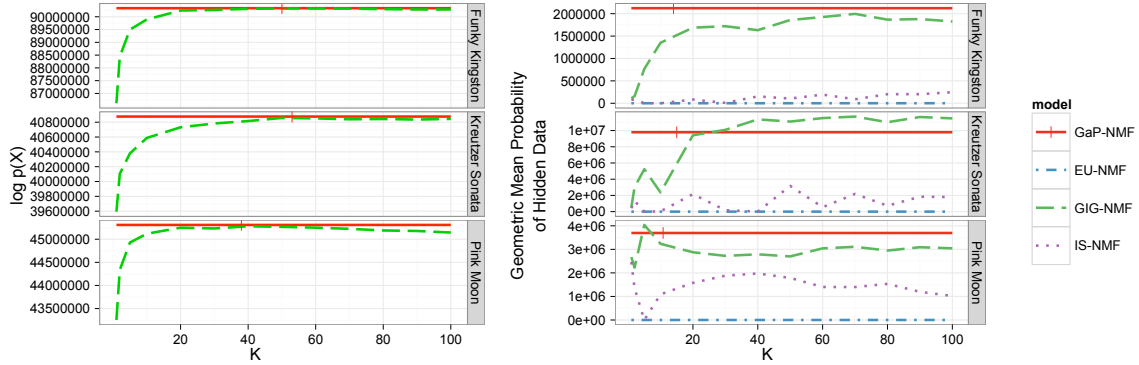 90000000
89500000
89000000
88500000
88000000
87500000
87000000
Funky Kingston
40800000
40600000
40400000
40200000
40000000
39800000
39600000
Kreutzer Sonata
45000000
44500000
44000000
43500000
Pink Moon
log p(X)
0 20 40 60 80 100
K
Geometric Mean Probability
of Hidden Data
2000000
1500000
1000000
500000
0
Funky Kingston
1e+07
8e+06
6e+06
4e+06
2e+06
0e+00
Kreutzer Sonata
4e+06
3e+06
2e+06
1e+06
0e+00
Pink Moon
0 20 40 60 80 100
K
model
GaP-NMF
EU-NMF
GIG-NMF
IS-NMF